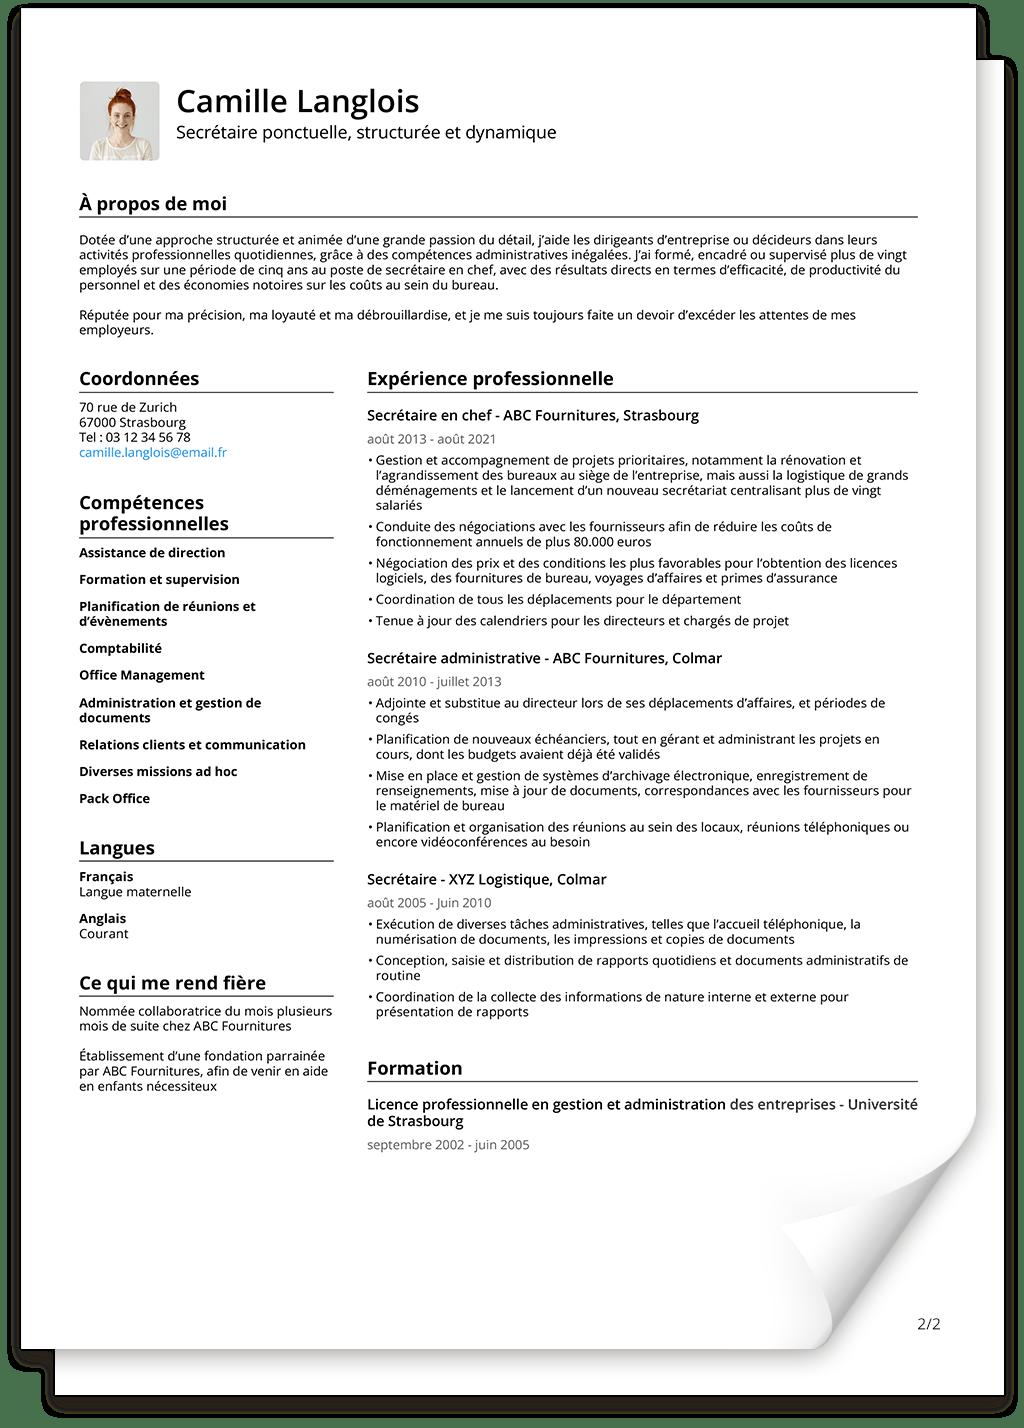 Camille Langlois
Secrétaire ponctuelle, structurée et dynamique
À propos de moi
Dotée d’une approche structurée et animée d’une grande passion du détail, j’aide les dirigeants d’entreprise ou décideurs dans leurs
activités professionnelles quotidiennes, grâce à des compétences administratives inégalées. J’ai formé, encadré ou supervisé plus de vingt
employés sur une période de cinq ans au poste de secrétaire en chef, avec des résultats directs en termes d’efficacité, de productivité du
personnel et des économies notoires sur les coûts au sein du bureau.
Réputée pour ma précision, ma loyauté et ma débrouillardise, et je me suis toujours faite un devoir d’excéder les attentes de mes
employeurs.
Coordonnées
70 rue de Zurich
67000 Strasbourg
Tel : 03 12 34 56 78
camille.langlois@email.fr
Compétences
professionnelles
Assistance de direction
Formation et supervision
Planification de réunions et
d’évènements
Comptabilité
Office Management
Administration et gestion de
documents
Relations clients et communication
Diverses missions ad hoc
Pack Office
Langues
Français
Langue maternelle
Anglais
Courant
Ce qui me rend fière
Nommée collaboratrice du mois plusieurs
mois de suite chez ABC Fournitures
Établissement d’une fondation parrainée
par ABC Fournitures, afin de venir en aide
en enfants nécessiteux
Expérience professionnelle
Secrétaire en chef - ABC Fournitures, Strasbourg
août 2013 - août 2021
• Gestion et accompagnement de projets prioritaires, notamment la rénovation et
l’agrandissement des bureaux au siège de l’entreprise, mais aussi la logistique de grands
déménagements et le lancement d’un nouveau secrétariat centralisant plus de vingt
salariés
• Conduite des négociations avec les fournisseurs afin de réduire les coûts de
fonctionnement annuels de plus 80.000 euros
• Négociation des prix et des conditions les plus favorables pour l’obtention des licences
logiciels, des fournitures de bureau, voyages d’affaires et primes d’assurance
• Coordination de tous les déplacements pour le département
• Tenue à jour des calendriers pour les directeurs et chargés de projet
Secrétaire administrative - ABC Fournitures, Colmar
août 2010 - juillet 2013
• Adjointe et substitue au directeur lors de ses déplacements d’affaires, et périodes de
congés
• Planification de nouveaux échéanciers, tout en gérant et administrant les projets en
cours, dont les budgets avaient déjà été validés
• Mise en place et gestion de systèmes d’archivage électronique, enregistrement de
renseignements, mise à jour de documents, correspondances avec les fournisseurs pour
le matériel de bureau
• Planification et organisation des réunions au sein des locaux, réunions téléphoniques ou
encore vidéoconférences au besoin
Secrétaire - XYZ Logistique, Colmar
août 2005 - Juin 2010
• Exécution de diverses tâches administratives, telles que l’accueil téléphonique, la
numérisation de documents, les impressions et copies de documents
• Conception, saisie et distribution de rapports quotidiens et documents administratifs de
routine
• Coordination de la collecte des informations de nature interne et externe pour
présentation de rapports
Formation
Licence professionnelle en gestion et administration des entreprises - Université
de Strasbourg
septembre 2002 - juin 2005
2/2